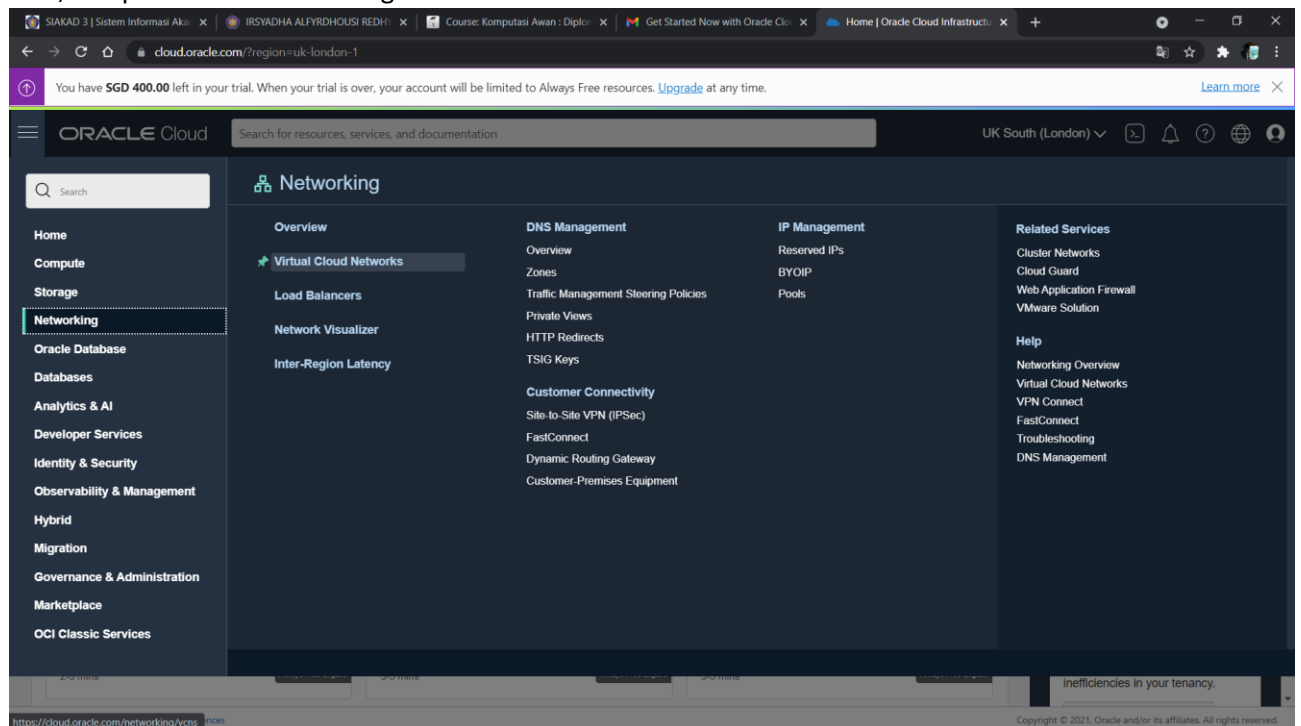 SIAKAD 3 | Sistem Informasi Aka
IRSYADHA ALFYRDHOUSI REDHY
Course: Komputasi Awan : Diplom
Get Started Now with Oracle Clo
Home | Oracle Cloud Infrastructu
cloud.oracle.com/?region=uk-london-1
You have SGD 400.00 left in your trial. When your trial is over, your account will be limited to Always Free resources. Upgrade at any time.
Learn more
ORACLE Cloud
Search for resources, services, and documentation
UK South (London)
Search
Home
Compute
Storage
Networking
Oracle Database
Databases
Analytics & AI
Developer Services
Identity & Security
Observability & Management
Hybrid
Migration
Governance & Administration
Marketplace
OCI Classic Services
Networking
Overview
Virtual Cloud Networks
Load Balancers
Network Visualizer
Inter-Region Latency
DNS Management
Overview
Zones
Traffic Management Steering Policies
Private Views
HTTP Redirects
TSIG Keys
Customer Connectivity
Site-to-Site VPN (IPSec)
FastConnect
Dynamic Routing Gateway
Customer-Premises Equipment
IP Management
Reserved IPs
BYOIP
Pools
Related Services
Cluster Networks
Cloud Guard
Web Application Firewall
VMware Solution
Help
Networking Overview
Virtual Cloud Networks
VPN Connect
FastConnect
Troubleshooting
DNS Management
inefficiencies in your tenancy.
https://cloud.oracle.com/networking/vcns
Copyright © 2021, Oracle and/or its affiliates. All rights reserved.